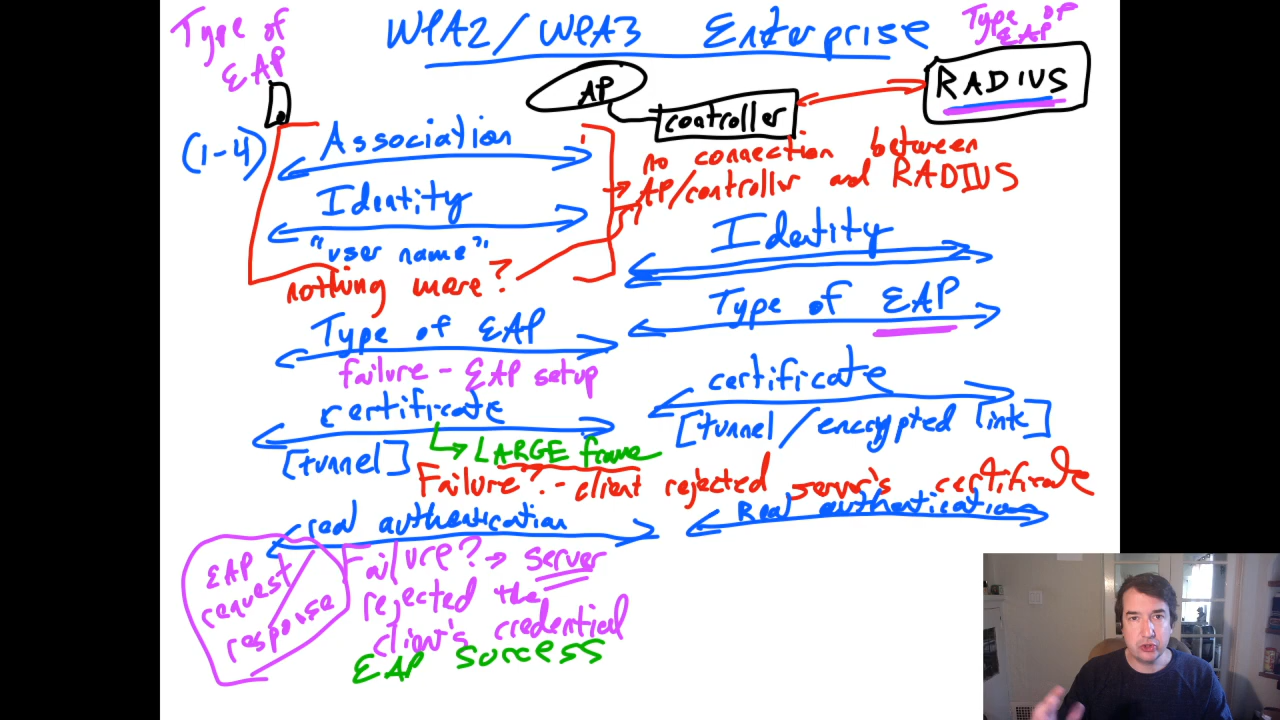 Type of
EAP
WPA2/WPA3 Enterprise
Type of
EAP
AP
controller
RADIUS
(1-4)
Association
no connection between
AP/controller and RADIUS
Identity
"user name"
nothing more?
Identity
Type of EAP
Type of EAP
failure - EAP setup
certificate
certificate
[tunnel/encrypted link]
[tunnel]
LARGE frame
Failure? - client rejected server's certificate
real authentication
Real authentication
EAP
request
response
Failure? → server
rejected the
client's credential
EAP success